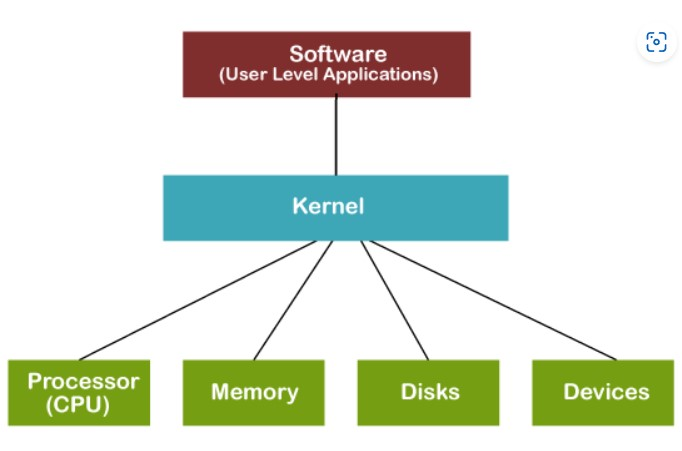 Software
(User Level Applications)
Kernel
Processor
(CPU)
Memory
Disks
Devices